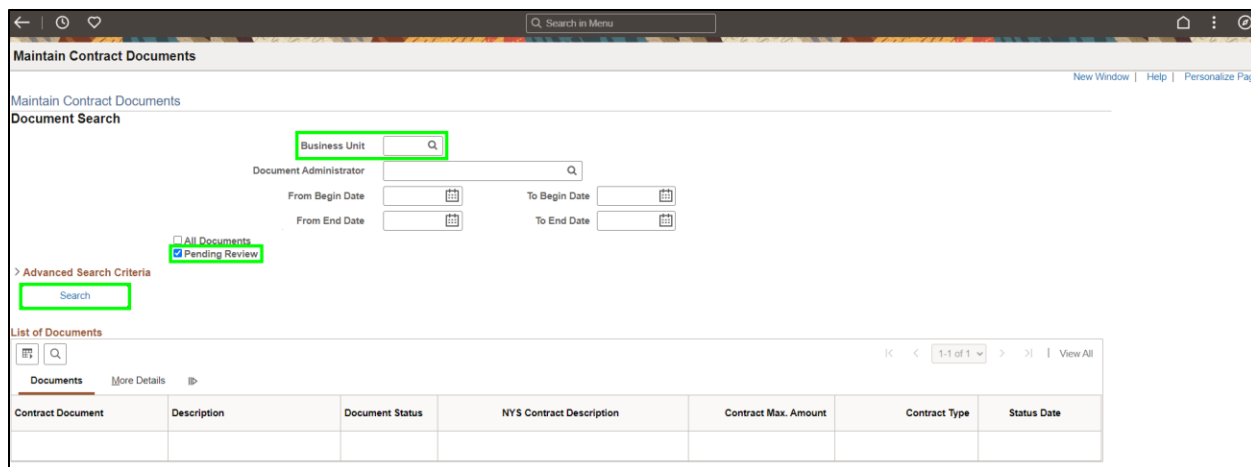 Search in Menu
Maintain Contract Documents
New Window | Help | Personalize Pag
Maintain Contract Documents
Document Search
Business Unit
Document Administrator
From Begin Date To Begin Date
From End Date To End Date
All Documents
Pending Review
Advanced Search Criteria
Search
List of Documents
1-1 of 1 | View All
Documents More Details
Contract Document Description Document Status NYS Contract Description Contract Max. Amount Contract Type Status Date